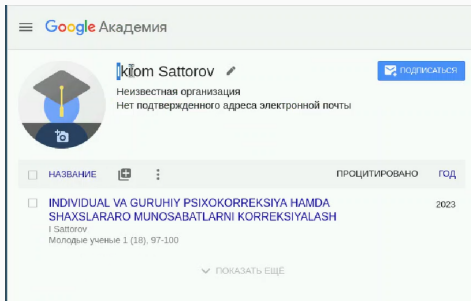 Google Академия
Ikrom Sattorov
ПОДПИСАТЬСЯ
Неизвестная организация
Нет подтвержденного адреса электронной почты
НАЗВАНИЕ ПРОЦИТИРОВАНО ГОД
INDIVIDUAL VA GURUHIY PSIXOKORREKSIYA HAMDA 2023
SHAXSLARARO MUNOSABATLARNI KORREKSIYALASH
I Sattorov
Молодые ученые 1 (18), 97-100
ПОКАЗАТЬ ЕЩЁ